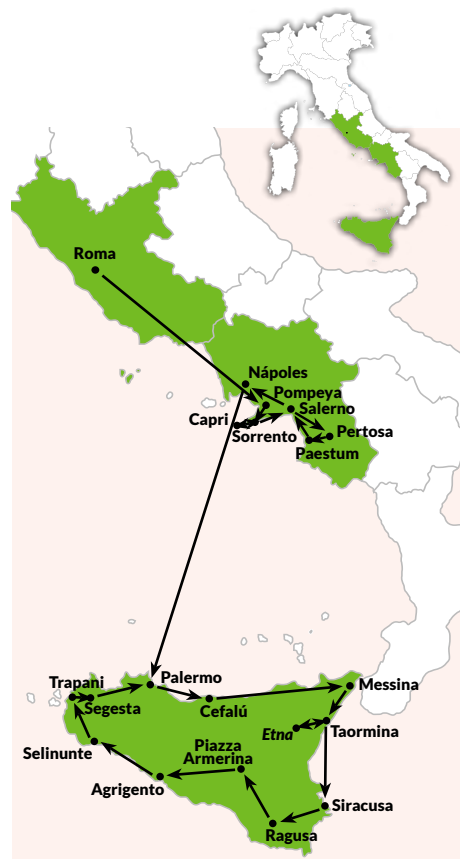 Roma
Nápoles
Pompeya
Capri
Salerno
Sorrento
Pertosa
Paestum
Trapani
Palermo
Messina
Segesta
Cefalú
Etna
Taormina
Selinunte
Piazza
Armerina
Agrigento
Siracusa
Ragusa